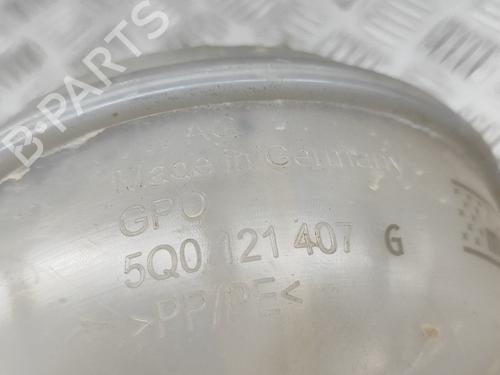 B-PARTS
AG
Made in Germany
GPO
5Q0 121 407 G
>PP/PE<